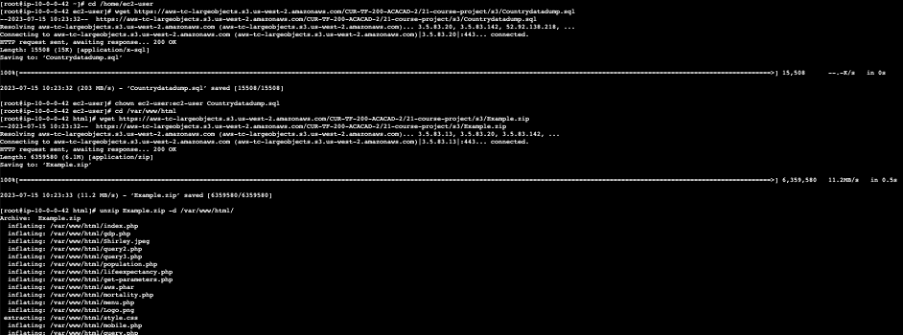 [root@ip-10-0-0-42 ~]# cd /home/ec2-user
[root@ip-10-0-0-42 ec2-user]# wget https://aws-tc-largeobjects.s3.us-west-2.amazonaws.com/CUR-TF-200-ACACAD-2/21-course-project/s3/Countrydatadump.sql
--2023-07-15 10:23:32-- https://aws-tc-largeobjects.s3.us-west-2.amazonaws.com/CUR-TF-200-ACACAD-2/21-course-project/s3/Countrydatadump.sql
Resolving aws-tc-largeobjects.s3.us-west-2.amazonaws.com (aws-tc-largeobjects.s3.us-west-2.amazonaws.com)... 3.5.83.20, 3.5.83.142, 52.92.138.218, ...
Connecting to aws-tc-largeobjects.s3.us-west-2.amazonaws.com (aws-tc-largeobjects.s3.us-west-2.amazonaws.com)|3.5.83.20|:443... connected.
HTTP request sent, awaiting response... 200 OK
Length: 15508 (15K) [application/x-sql]
Saving to: ‘Countrydatadump.sql’
100%[======================================>] 15,508 --.-K/s in 0s
2023-07-15 10:23:32 (203 MB/s) - ‘Countrydatadump.sql’ saved [15508/15508]
[root@ip-10-0-0-42 ec2-user]# chown ec2-user:ec2-user Countrydatadump.sql
[root@ip-10-0-0-42 ec2-user]# cd /var/www/html
[root@ip-10-0-0-42 html]# wget https://aws-tc-largeobjects.s3.us-west-2.amazonaws.com/CUR-TF-200-ACACAD-2/21-course-project/s3/Example.zip
--2023-07-15 10:23:32-- https://aws-tc-largeobjects.s3.us-west-2.amazonaws.com/CUR-TF-200-ACACAD-2/21-course-project/s3/Example.zip
Resolving aws-tc-largeobjects.s3.us-west-2.amazonaws.com (aws-tc-largeobjects.s3.us-west-2.amazonaws.com)... 3.5.83.13, 3.5.83.20, 3.5.83.142, ...
Connecting to aws-tc-largeobjects.s3.us-west-2.amazonaws.com (aws-tc-largeobjects.s3.us-west-2.amazonaws.com)|3.5.83.13|:443... connected.
HTTP request sent, awaiting response... 200 OK
Length: 6359580 (6.1M) [application/zip]
Saving to: ‘Example.zip’
100%[======================================>] 6,359,580 11.2MB/s in 0.5s
2023-07-15 10:23:33 (11.2 MB/s) - ‘Example.zip’ saved [6359580/6359580]
[root@ip-10-0-0-42 html]# unzip Example.zip -d /var/www/html/
Archive: Example.zip
inflating: /var/www/html/index.php
inflating: /var/www/html/gdp.php
inflating: /var/www/html/Shirley.jpeg
inflating: /var/www/html/query2.php
inflating: /var/www/html/query3.php
inflating: /var/www/html/population.php
inflating: /var/www/html/lifeexpectancy.php
inflating: /var/www/html/get-parameters.php
inflating: /var/www/html/aws.phar
inflating: /var/www/html/mortality.php
inflating: /var/www/html/menu.php
inflating: /var/www/html/Logo.png
extracting: /var/www/html/style.css
inflating: /var/www/html/mobile.php
inflating: /var/www/html/query.php